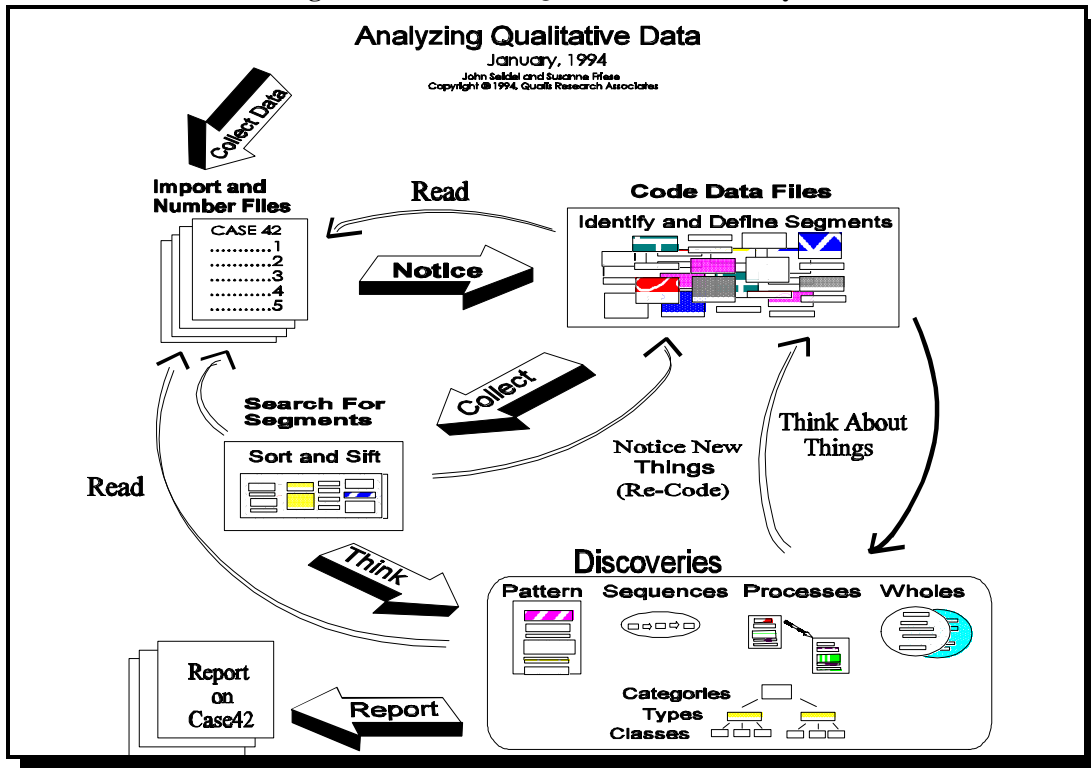 Analyzing Qualitative Data
January, 1994
John Seidel and Susanne Friese
Copyright © 1994, Qualis Research Associates
Collect Data
Import and
Number Files
CASE 42
...........1
..........2
..........3
..........4
..........5
Read
Notice
Code Data Files
Identify and Define Segments
Collect
Search For
Segments
Sort and Sift
Read
Notice New
Things
(Re-Code)
Think About
Things
Think
Discoveries
Pattern
Sequences
Processes
Wholes
Categories
Types
Classes
Report
Report
on
Case42